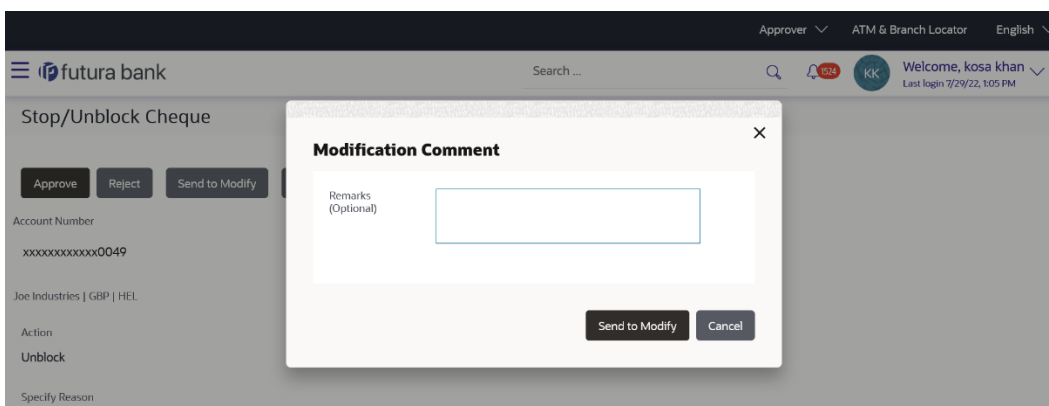 Approver ATM & Branch Locator English
futura bank Search ... 1524 KK Welcome, kosa khan
Last login 7/29/22, 1:05 PM
Stop/Unblock Cheque
Modification Comment
Approve Reject Send to Modify
Remarks
(Optional)
Account Number
xxxxxxxxxxxx0049
Joe Industries | GBP | HEL
Action
Unblock
Send to Modify Cancel
Specify Reason